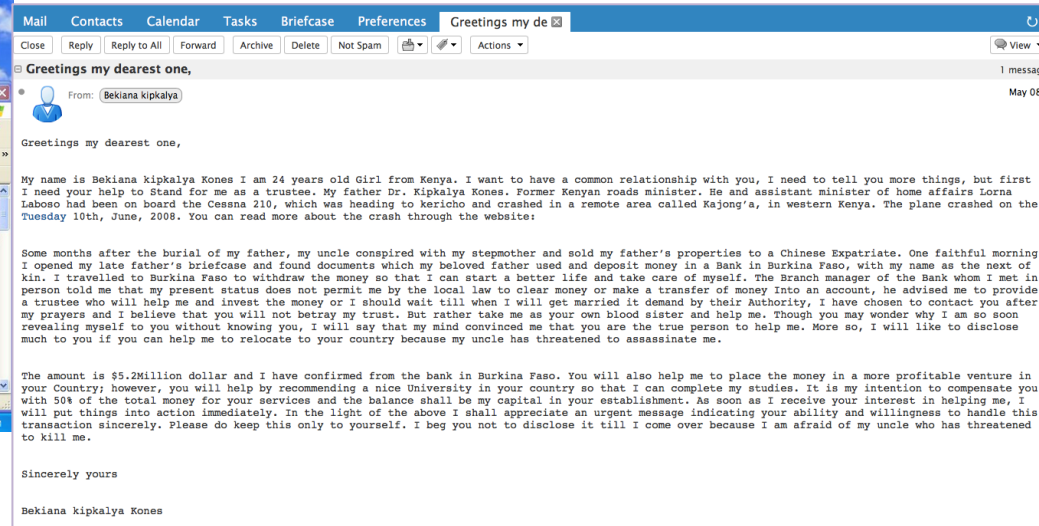 Mail Contacts Calendar Tasks Briefcase Preferences Greetings my de
Close Reply Reply to All Forward Archive Delete Not Spam Actions View
Greetings my dearest one, 1 messag
From: Bekiana kipkalya May 08
Greetings my dearest one,
My name is Bekiana kipkalya Kones I am 24 years old Girl from Kenya. I want to have a common relationship with you, I need to tell you more things, but first
I need your help to Stand for me as a trustee. My father Dr. Kipkalya Kones. Former Kenyan roads minister. He and assistant minister of home affairs Lorna
Laboso had been on board the Cessna 210, which was heading to kericho and crashed in a remote area called Kajong'a, in western Kenya. The plane crashed on the
Tuesday 10th, June, 2008. You can read more about the crash through the website:
Some months after the burial of my father, my uncle conspired with my stepmother and sold my father's properties to a Chinese Expatriate. One faithful morning
I opened my late father's briefcase and found documents which my beloved father used and deposit money in a Bank in Burkina Faso, with my name as the next of
kin. I travelled to Burkina Faso to withdraw the money so that I can start a better life and take care of myself. The Branch manager of the Bank whom I met in
person told me that my present status does not permit me by the local law to clear money or make a transfer of money Into an account, he advised me to provide
a trustee who will help me and invest the money or I should wait till when I will get married it demand by their Authority, I have chosen to contact you after
my prayers and I believe that you will not betray my trust. But rather take me as your own blood sister and help me. Though you may wonder why I am so soon
revealing myself to you without knowing you, I will say that my mind convinced me that you are the true person to help me. More so, I will like to disclose
much to you if you can help me to relocate to your country because my uncle has threatened to assassinate me.
The amount is $5.2Million dollar and I have confirmed from the bank in Burkina Faso. You will also help me to place the money in a more profitable venture in
your Country; however, you will help by recommending a nice University in your country so that I can complete my studies. It is my intention to compensate you
with 50% of the total money for your services and the balance shall be my capital in your establishment. As soon as I receive your interest in helping me, I
will put things into action immediately. In the light of the above I shall appreciate an urgent message indicating your ability and willingness to handle this
transaction sincerely. Please do keep this only to yourself. I beg you not to disclose it till I come over because I am afraid of my uncle who has threatened
to kill me.
Sincerely yours
Bekiana kipkalya Kones